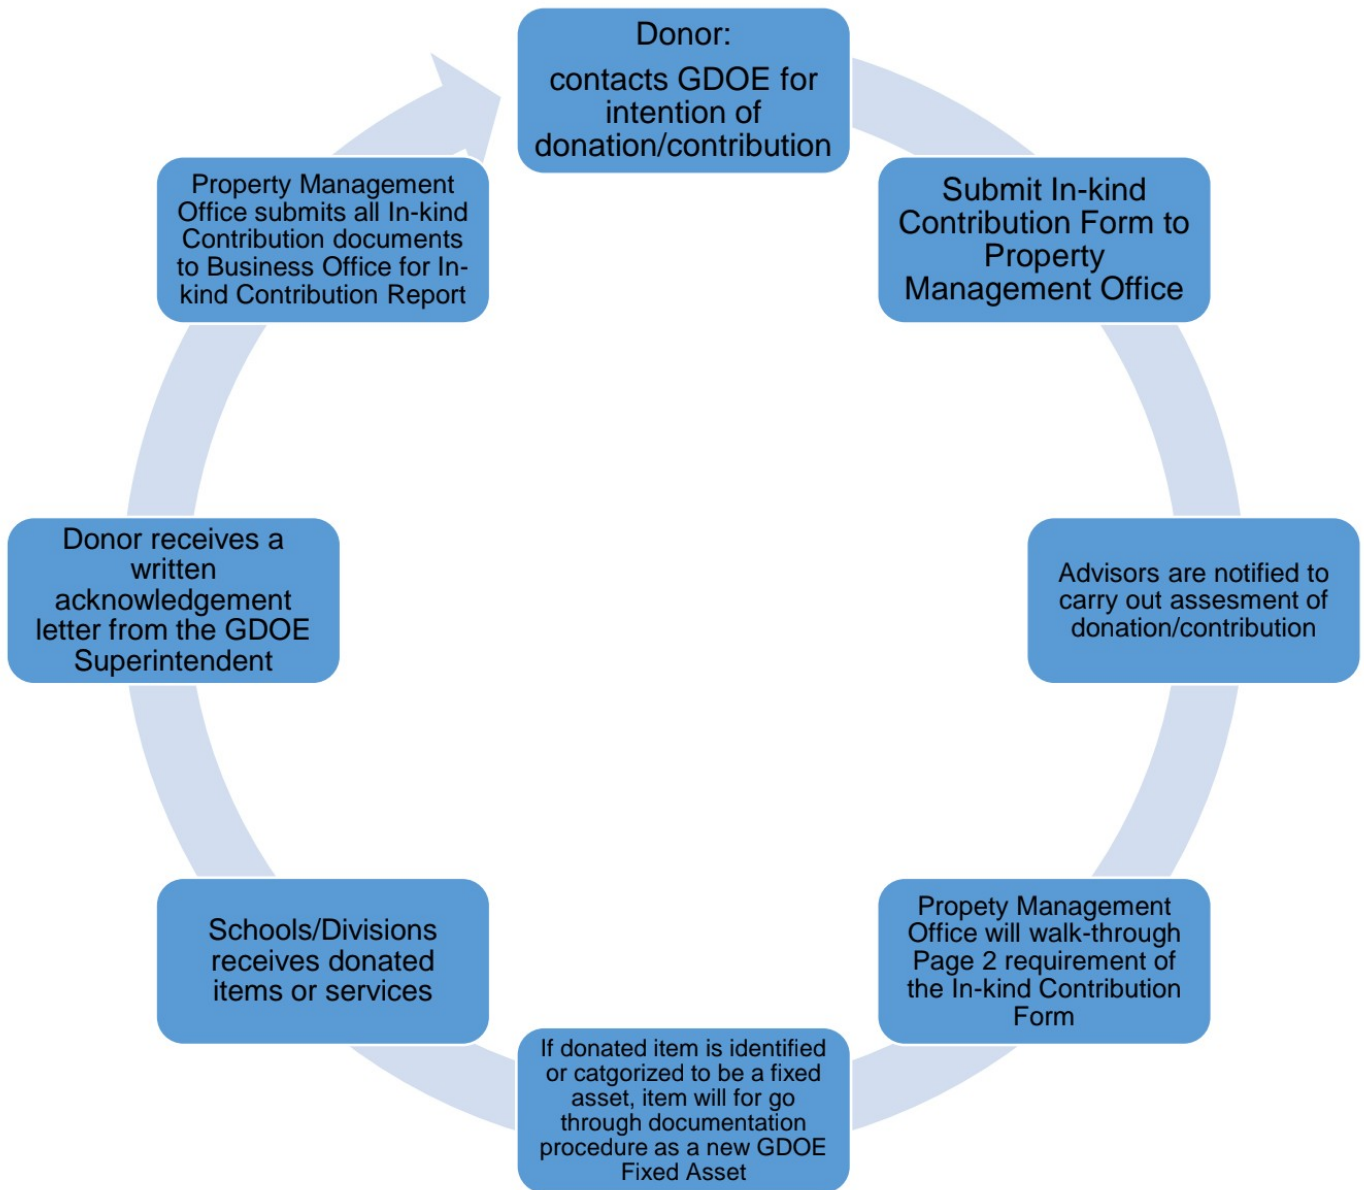 Donor:
contacts GDOE for
intention of
donation/contribution
Submit In-kind
Contribution Form to
Property
Management Office
Advisors are notified to
carry out assesment of
donation/contribution
Propety Management
Office will walk-through
Page 2 requirement of
the In-kind Contribution
Form
If donated item is identified
or catgorized to be a fixed
asset, item will for go
through documentation
procedure as a new GDOE
Fixed Asset
Schools/Divisions
receives donated
items or services
Donor receives a
written
acknowledgement
letter from the GDOE
Superintendent
Property Management
Office submits all In-kind
Contribution documents
to Business Office for In-
kind Contribution Report